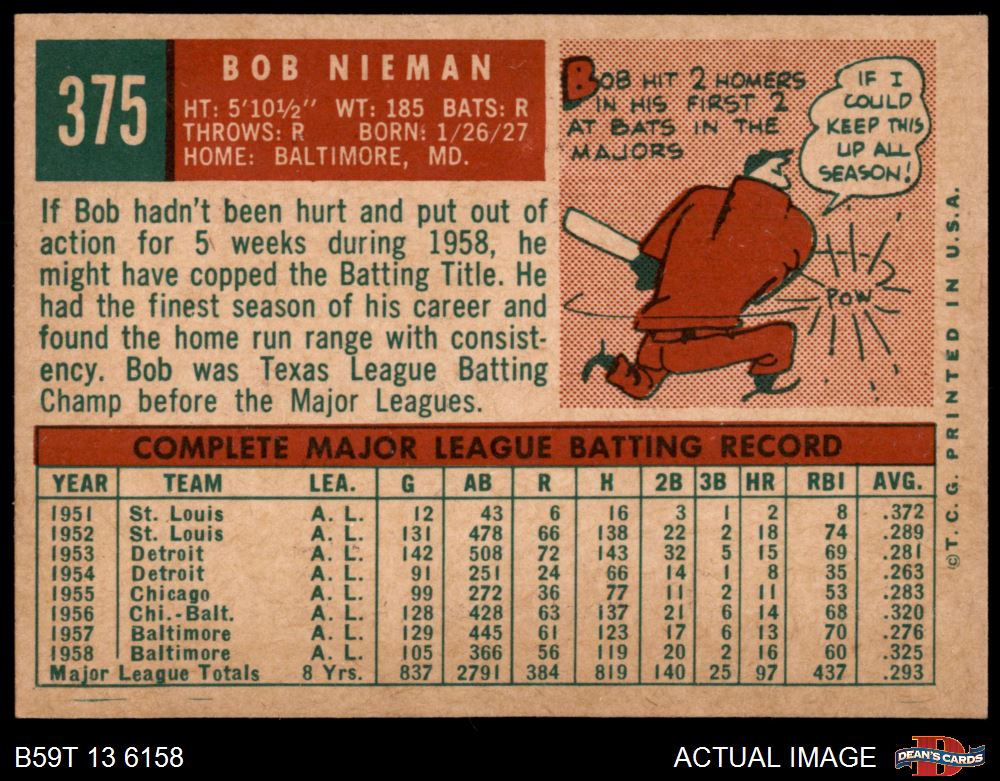 375
BOB NIEMAN
HT: 5'10½" WT: 185 BATS: R
THROWS: R BORN: 1/26/27
HOME: BALTIMORE, MD.
BOB HIT 2 HOMERS
IN HIS FIRST 2
AT BATS IN THE
MAJORS
IF I
COULD
KEEP THIS
UP ALL
SEASON!
POW
If Bob hadn't been hurt and put out of
action for 5 weeks during 1958, he
might have copped the Batting Title. He
had the finest season of his career and
found the home run range with consist-
ency. Bob was Texas League Batting
Champ before the Major Leagues.
COMPLETE MAJOR LEAGUE BATTING RECORD
YEAR TEAM LEA. G AB R H 2B 3B HR RBI AVG.
1951 St. Louis A. L. 12 43 6 16 3 1 2 8 .372
1952 St. Louis A. L. 131 478 66 138 22 2 18 74 .289
1953 Detroit A. L. 142 508 72 143 32 5 15 69 .281
1954 Detroit A. L. 91 251 24 66 14 1 8 35 .263
1955 Chicago A. L. 99 272 36 77 11 2 11 53 .283
1956 Chi.-Balt. A. L. 128 428 63 137 21 6 14 68 .320
1957 Baltimore A. L. 129 445 61 123 17 6 13 70 .276
1958 Baltimore A. L. 105 366 56 119 20 2 16 60 .325
Major League Totals 8 Yrs. 837 2791 384 819 140 25 97 437 .293
© T. C. G. PRINTED IN U.S.A.
B59T 13 6158
ACTUAL IMAGE
D
DEAN'S CARDS